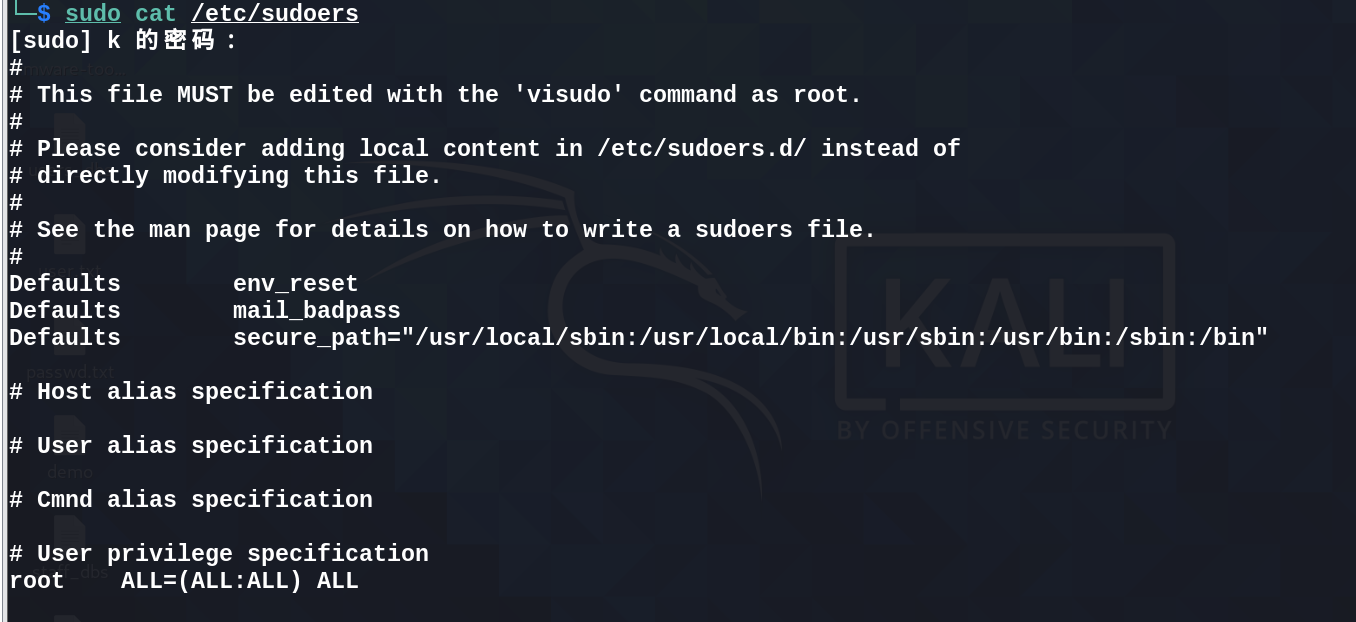 └─$ sudo cat /etc/sudoers
[sudo] k 的密码：
#
# This file MUST be edited with the 'visudo' command as root.
#
# Please consider adding local content in /etc/sudoers.d/ instead of
# directly modifying this file.
#
# See the man page for details on how to write a sudoers file.
#
Defaults        env_reset
Defaults        mail_badpass
Defaults        secure_path="/usr/local/sbin:/usr/local/bin:/usr/sbin:/usr/bin:/sbin:/bin"
passwd.txt
# Host alias specification
KALI
BY OFFENSIVE SECURITY
# User alias specification
demo
# Cmnd alias specification
# User privilege specification
root    ALL=(ALL:ALL) ALL